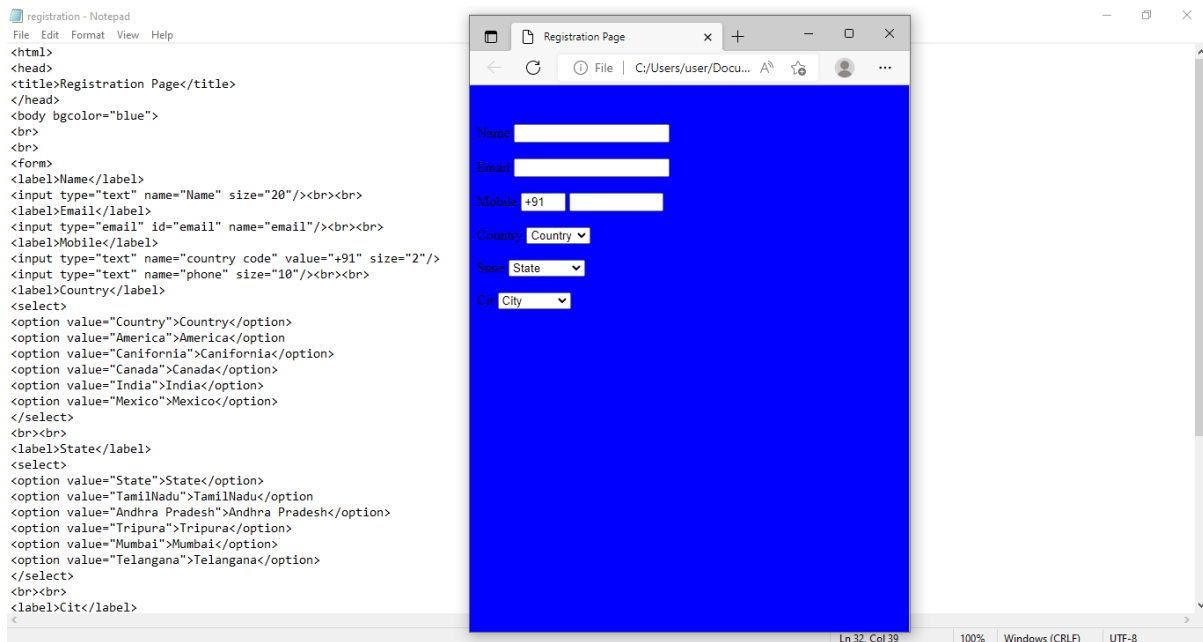 registration - Notepad
File Edit Format View Help
<html>
<head>
<title>Registration Page</title>
</head>
<body bgcolor="blue">
<br>
<br>
<form>
<label>Name</label>
<input type="text" name="Name" size="20"/><br><br>
<label>Email</label>
<input type="email" id="email" name="email"/><br><br>
<label>Mobile</label>
<input type="text" name="country code" value="+91" size="2"/>
<input type="text" name="phone" size="10"/><br><br>
<label>Country</label>
<select>
<option value="Country">Country</option>
<option value="America">America</option
<option value="Canifornia">Canifornia</option>
<option value="Canada">Canada</option>
<option value="India">India</option>
<option value="Mexico">Mexico</option>
</select>
<br><br>
<label>State</label>
<select>
<option value="State">State</option>
<option value="TamilNadu">TamilNadu</option
<option value="Andhra Pradesh">Andhra Pradesh</option>
<option value="Tripura">Tripura</option>
<option value="Mumbai">Mumbai</option>
<option value="Telangana">Telangana</option>
</select>
<br><br>
<label>Cit</label>
Registration Page
File C:/Users/user/Docu...
Name
Email
Mobile +91
Country Country
State State
Cit City
Ln 32, Col 39 100% Windows (CRLF) UTF-8